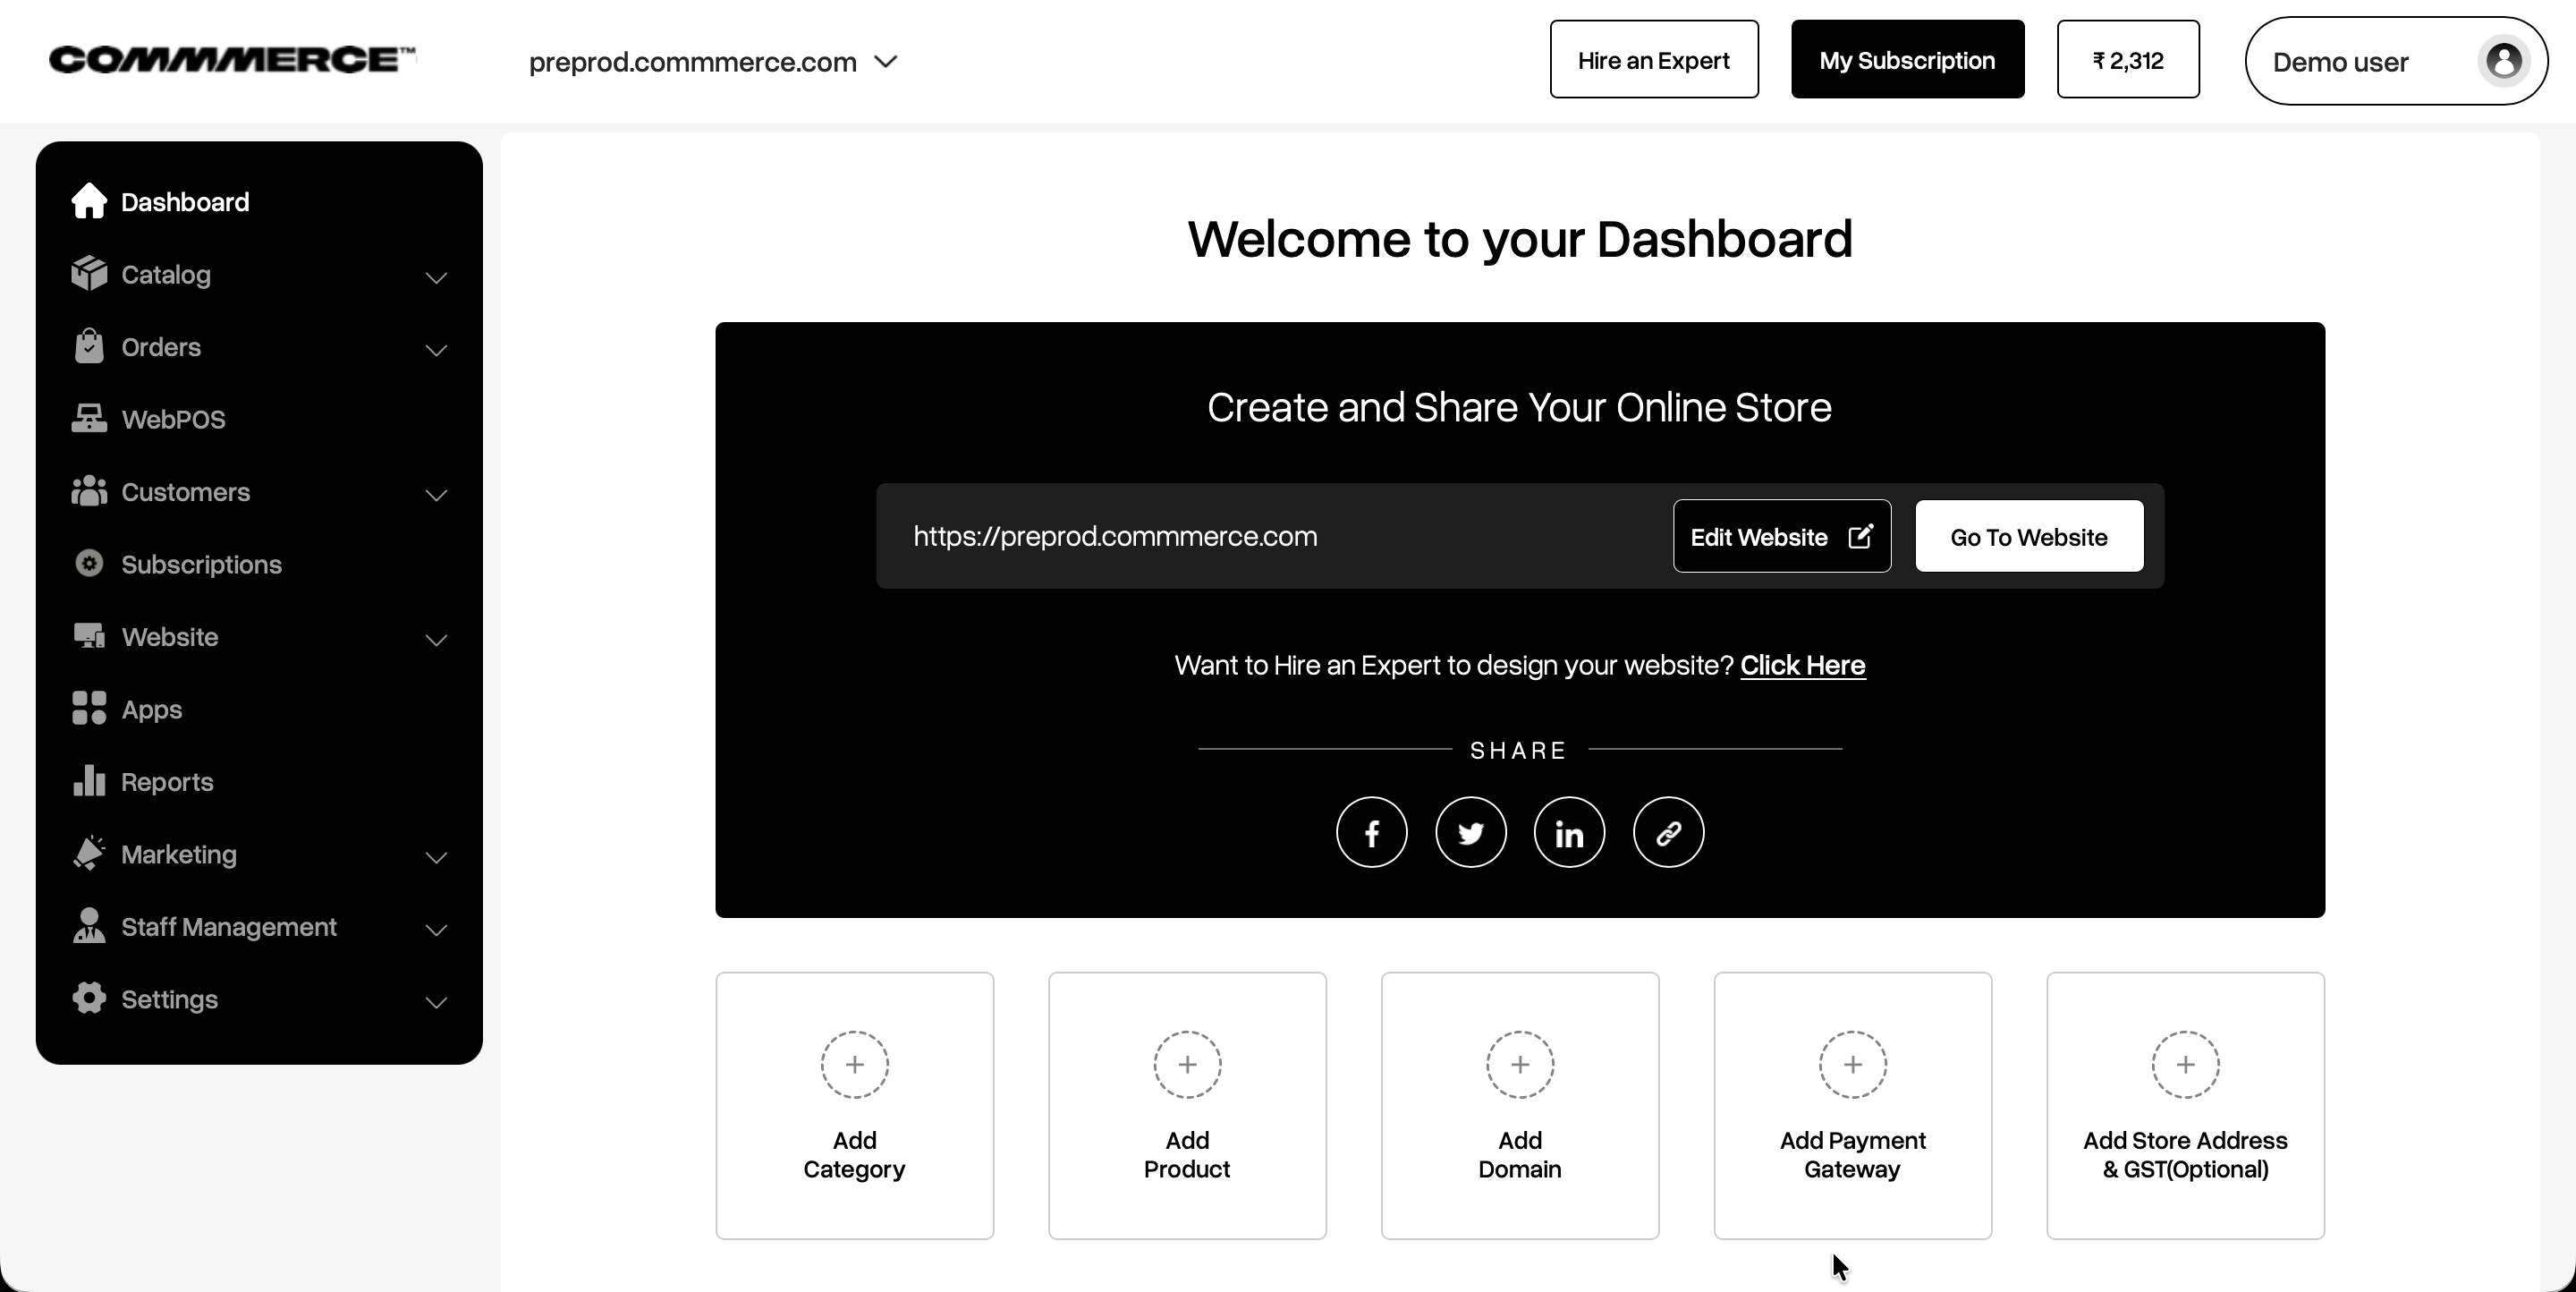 COMMMERCE™
preprod.commmerce.com
Hire an Expert
My Subscription
₹ 2,312
Demo user
Dashboard
Catalog
Orders
WebPOS
Customers
Subscriptions
Website
Apps
Reports
Marketing
Staff Management
Settings
Welcome to your Dashboard
Create and Share Your Online Store
https://preprod.commmerce.com
Edit Website
Go To Website
Want to Hire an Expert to design your website? Click Here
SHARE
Add
Category
Add
Product
Add
Domain
Add Payment
Gateway
Add Store Address
& GST(Optional)